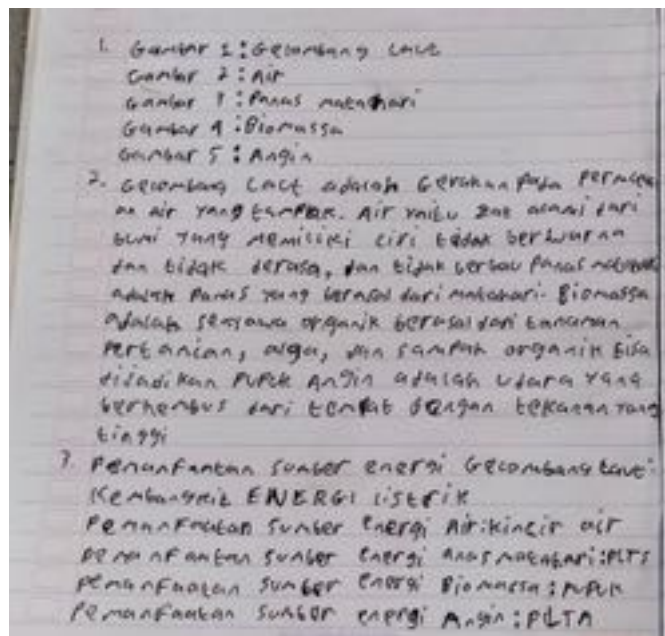 1. Gambar 1 : Gelombang laut
Gambar 2 : Air
Gambar 3 : Panas matahari
Gambar 4 : Biomassa
Gambar 5 : Angin
2. Gelombang laut adalah Gerakan Pada Permuka
an air yang tampak. Air yaitu zat alami dari
bumi yang memiliki ciri tidak berwarna
dan tidak berasa, dan tidak berbau Panas matahari
adalah Panas yang berasal dari matahari. Biomassa
adalah senyawa organik berasal dari tanaman
Pertanian, alga, dan sampah organik bisa
dijadikan Pupuk Angin adalah udara yang
berhembus dari tempat dengan tekanan yang
tinggi
3. Pemanfaatan sumber energi Gelombang laut:
Kembangkit ENERGI listrik
Pemanfaatan sumber Energi Air: kincir air
Pemanfaatan sumber Energi Anas matahari: PLTS
Pemanfaatan sumber Energi Biomassa: Pupuk
Pemanfaatan sumber energi Angin: PLTA